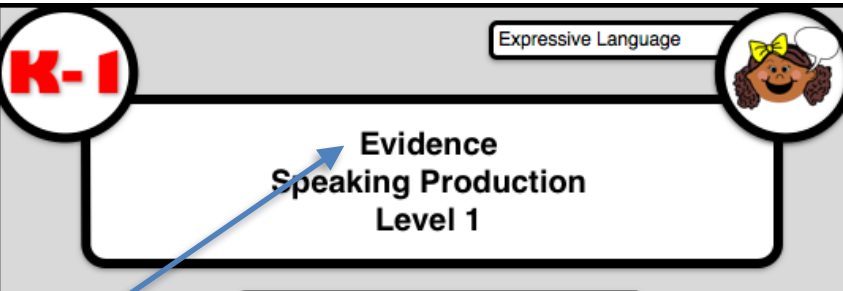 Expressive Language
K-1
Evidence
Speaking Production
Level 1